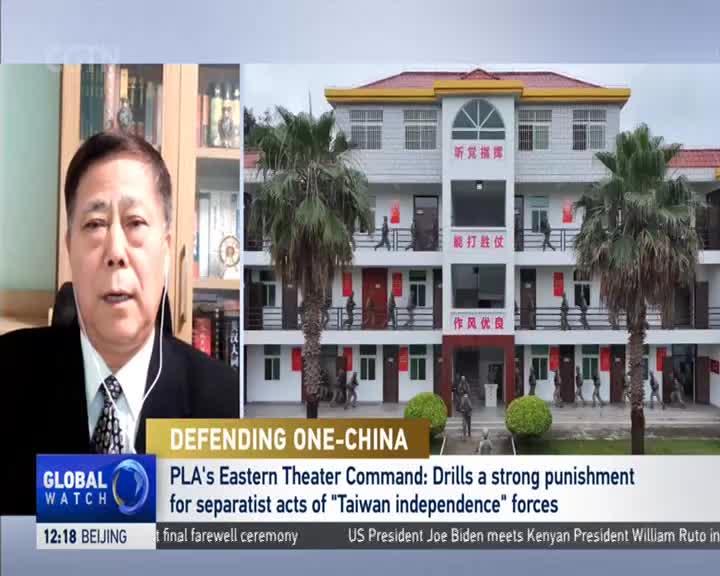 CGTN
听党指挥
能打胜仗
作风优良
DEFENDING ONE-CHINA
PLA's Eastern Theater Command: Drills a strong punishment
for separatist acts of "Taiwan independence" forces
GLOBAL
WATCH
12:18 BEIJING
t final farewell ceremony US President Joe Biden meets Kenyan President William Ruto in